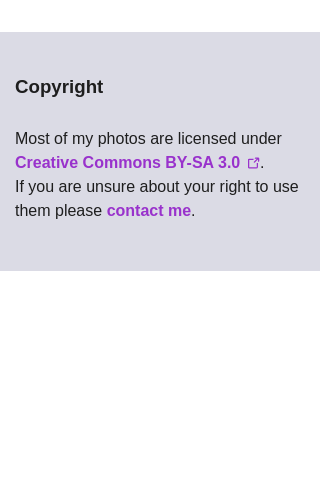 Copyright
Most of my photos are licensed under
Creative Commons BY-SA 3.0 .
If you are unsure about your right to use
them please contact me.